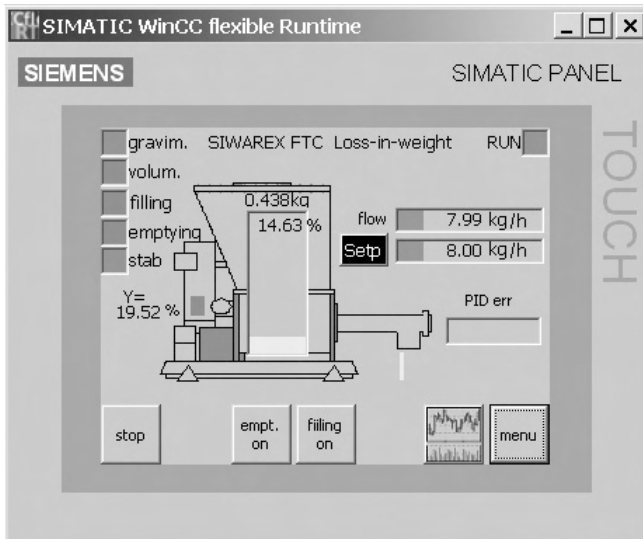 SIMATIC WinCC flexible Runtime
SIEMENS
SIMATIC PANEL
TOUCH
gravim.
SIWAREX FTC Loss-in-weight
RUN
volum.
filling
0.438kg
14.63 %
flow
7.99 kg/h
emptying
Setp
8.00 kg/h
stab
Y=
19.52 %
PID err
stop
empt.
on
fiiling
on
menu